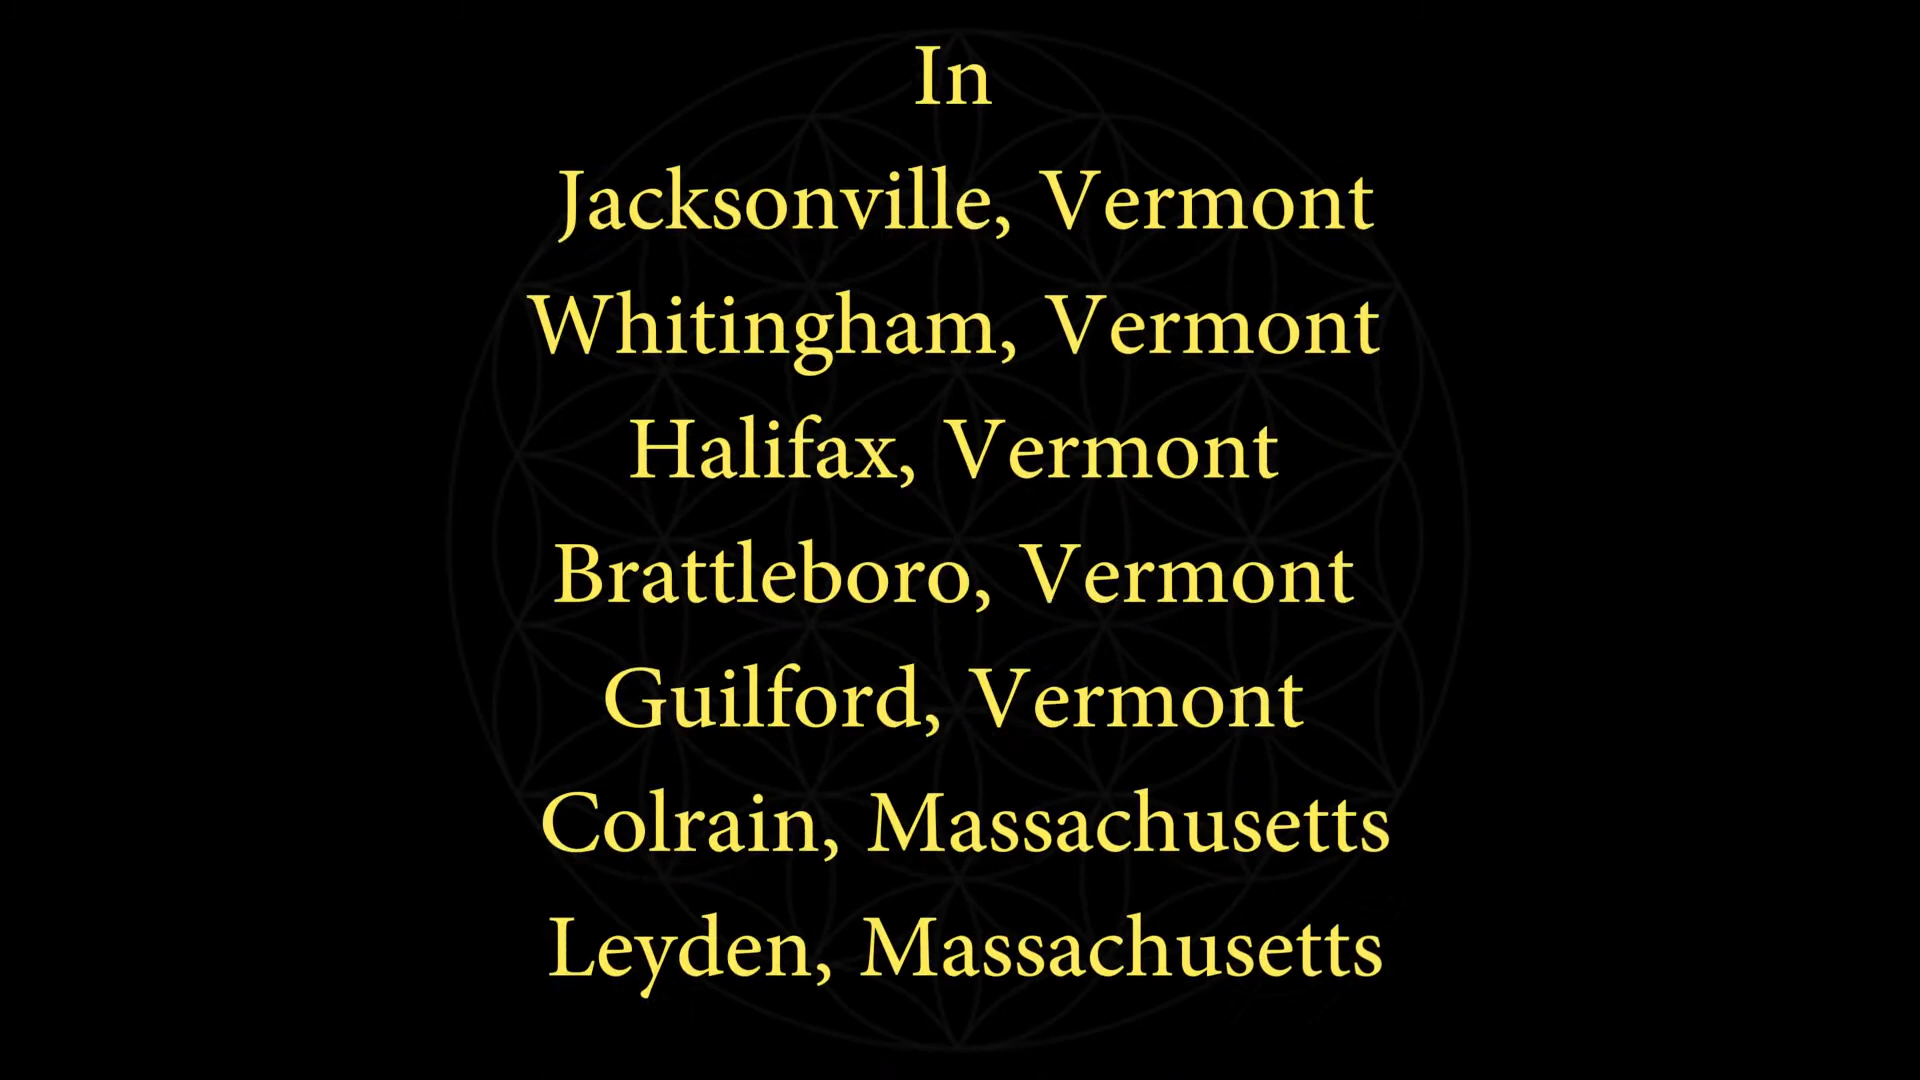 In
Jacksonville, Vermont
Whitingham, Vermont
Halifax, Vermont
Brattleboro, Vermont
Guilford, Vermont
Colrain, Massachusetts
Leyden, Massachusetts